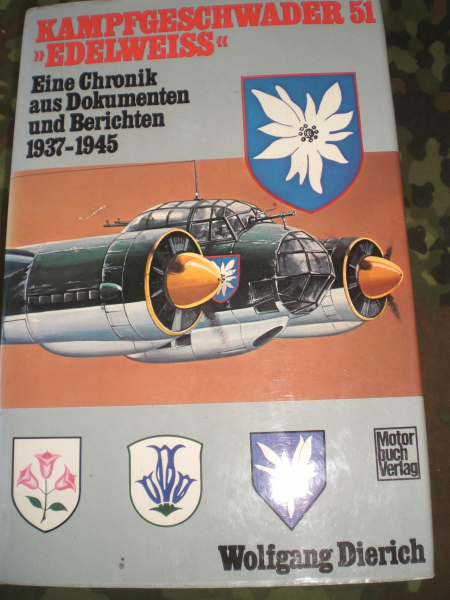 KAMPFGESCHWADER 51
»EDELWEISS«
Eine Chronik
aus Dokumenten
und Berichten
1937-1945
Motor
buch
Verlag
Wolfgang Dierich